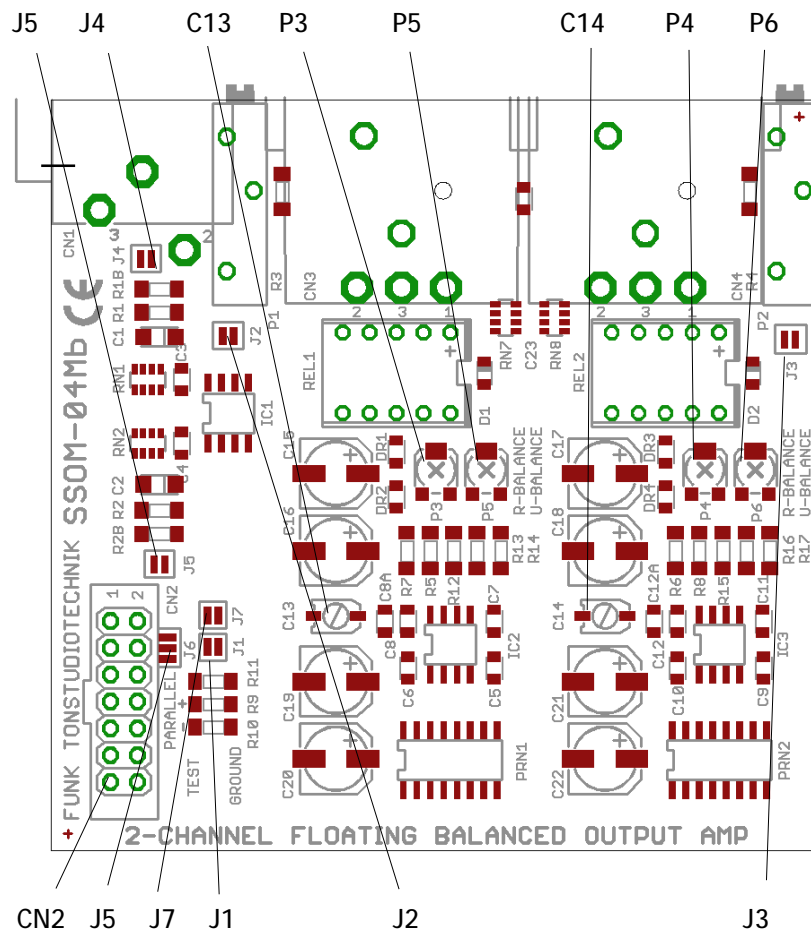 J5 J4 C13 P3 P5 C14 P4 P6
CN1
3
2
J4
R1B
R1
C1
C3
RN1
RN2
C4
C2
R2
R2B
J5
CN2
SSOM-04Mb CE
FUNK TONSTUDIOTECHNIK
R3
P1
CN3
2 3 1
J2
IC1
REL1
+
D1
RN7
C23
RN8
CN4
R4
2 3 1
P2
+
J3
REL2
+
D2
C15
+
DR1
DR2
P3
P5
R-BALANCE
U-BALANCE
C16
+
R7
R5
R12
R13
R14
C17
+
DR3
DR4
P4
P6
R-BALANCE
U-BALANCE
C18
+
R6
R8
R15
R16
R17
C13
C8A
C8
C6
C7
C5
IC2
C14
C12A
C12
C10
C11
C9
IC3
C19
+
C20
+
PRN1
C21
+
C22
+
PRN2
1 2
J7
J1
J6
PARALLEL
R11
R9
R10
+
-
TEST
GROUND
+
2-CHANNEL FLOATING BALANCED OUTPUT AMP
CN2 J5 J7 J1 J2 J3